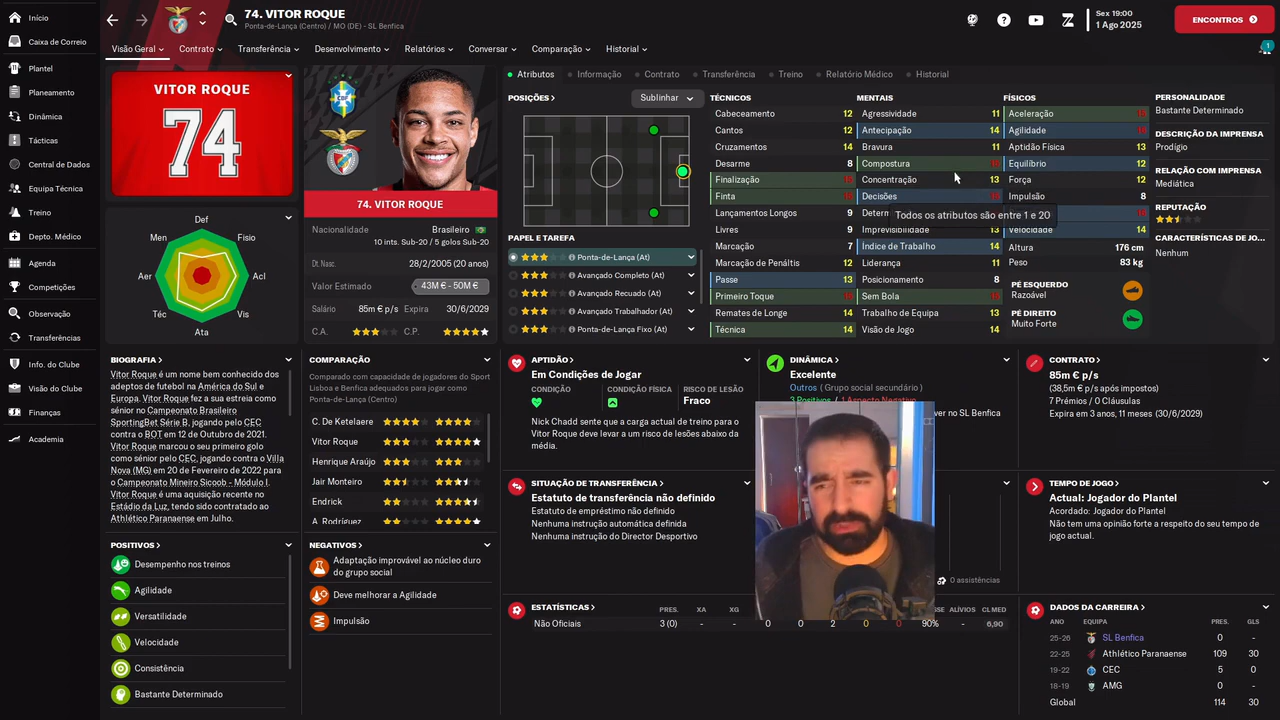 Início
Caixa de Correio
Plantel
Planeamento
Dinâmica
Tácticas
Central de Dados
Equipa Técnica
Treino
Depto. Médico
Agenda
Competições
Observação
Transferências
Info. do Clube
Visão do Clube
Finanças
Academia
74. VITOR ROQUE
Ponta-de-Lança (Centro) / MO (DE) - SL Benfica
Sex 19:00
1 Ago 2025
ENCONTROS
1
Visão Geral
Contrato
Transferência
Desenvolvimento
Relatórios
Conversar
Comparação
Historial
VITOR ROQUE
74
74. VITOR ROQUE
Nacionalidade Brasileiro
10 ints. Sub-20 / 5 golos Sub-20
Dt. Nasc. 28/2/2005 (20 anos)
Valor Estimado 43M € - 50M €
Salário 85m € p/s Expira 30/6/2029
C.A. C.P.
Def
Físio
Acl
Vis
Ata
Téc
Aer
Men
Atributos
Informação
Contrato
Transferência
Treino
Relatório Médico
Historial
POSIÇÕES
Sublinhar
PAPEL E TAREFA
Ponta-de-Lança (At)
Avançado Completo (At)
Avançado Recuado (At)
Avançado Trabalhador (At)
Ponta-de-Lança Fixo (At)
TÉCNICOS
Cabeceamento 12
Cantos 12
Cruzamentos 14
Desarme 8
Finalização 15
Finta 15
Lançamentos Longos 9
Livres 9
Marcação 7
Marcação de Penáltis 12
Passe 13
Primeiro Toque 15
Remates de Longe 14
Técnica 14
MENTAIS
Agressividade 11
Antecipação 14
Bravura 11
Compostura 15
Concentração 13
Decisões 15
Deterr
Imprevisibilidade 13
Índice de Trabalho 14
Liderança 11
Posicionamento 8
Sem Bola
Trabalho de Equipa 13
Visão de Jogo 14
FÍSICOS
Aceleração
Agilidade
Aptidão Física 13
Equilíbrio 12
Força 12
Impulsão 8
Velocidade 14
Todos os atributos são entre 1 e 20
Altura 176 cm
Peso 83 kg
PERSONALIDADE
Bastante Determinado
DESCRIÇÃO DA IMPRENSA
Prodígio
RELAÇÃO COM IMPRENSA
Mediática
REPUTAÇÃO
CARACTERÍSTICAS DE JO...
Nenhum
PÉ ESQUERDO
Razoável
PÉ DIREITO
Muito Forte
BIOGRAFIA
Vitor Roque é um nome bem conhecido dos
adeptos de futebol na América do Sul e
Europa. Vitor Roque fez a sua estreia como
sénior no Campeonato Brasileiro
SportingBet Série B, jogando pelo CEC
contra o BOT em 12 de Outubro de 2021.
Vitor Roque marcou o seu primeiro golo
como sénior pelo CEC, jogando contra o Villa
Nova (MG) em 20 de Fevereiro de 2022 para
o Campeonato Mineiro Sicoob - Módulo I.
Vitor Roque é uma aquisição recente no
Estádio da Luz, tendo sido contratado ao
Athlético Paranaense em Julho.
COMPARAÇÃO
Comparado com capacidade de jogadores do Sport
Lisboa e Benfica adequados para jogar como
Ponta-de-Lança (Centro)
C. De Ketelaere
Vitor Roque
Henrique Araújo
Jair Monteiro
Endrick
A. Rodríguez
POSITIVOS
Desempenho nos treinos
Agilidade
Versatilidade
Velocidade
Consistência
Bastante Determinado
NEGATIVOS
Adaptação improvável ao núcleo duro
do grupo social
Deve melhorar a Agilidade
Impulsão
APTIDÃO
Em Condições de Jogar
CONDIÇÃO
CONDIÇÃO FÍSICA
RISCO DE LESÃO
Fraco
Nick Chadd sente que a carga actual de treino para o
Vitor Roque deve levar a um risco de lesões abaixo da
média.
DINÂMICA
Excelente
Outros ( Grupo social secundário )
3 Positivos / 1 Aspecto Negativo
ver no SL Benfica
CONTRATO
85m € p/s
(38,5m € p/s após impostos)
7 Prémios / 0 Cláusulas
Expira em 3 anos, 11 meses (30/6/2029)
SITUAÇÃO DE TRANSFERÊNCIA
Estatuto de transferência não definido
Estatuto de empréstimo não definido
Nenhuma instrução automática definida
Nenhuma instrução do Director Desportivo
0 assistências
TEMPO DE JOGO
Actual: Jogador do Plantel
Acordado: Jogador do Plantel
Não tem uma opinião forte a respeito do seu tempo de
jogo actual.
ESTATÍSTICAS PRES. XA XG SSE ALÍVIOS CL MED
Não Oficiais 3 (0) - - 0 0 2 0 0 90% - 6,90
DADOS DA CARREIRA
ANO EQUIPA PRES. GLS
25-26 SL Benfica 0 -
22-25 Athlético Paranaense 109 30
19-22 CEC 5 0
18-19 AMG 0 -
Global 114 30